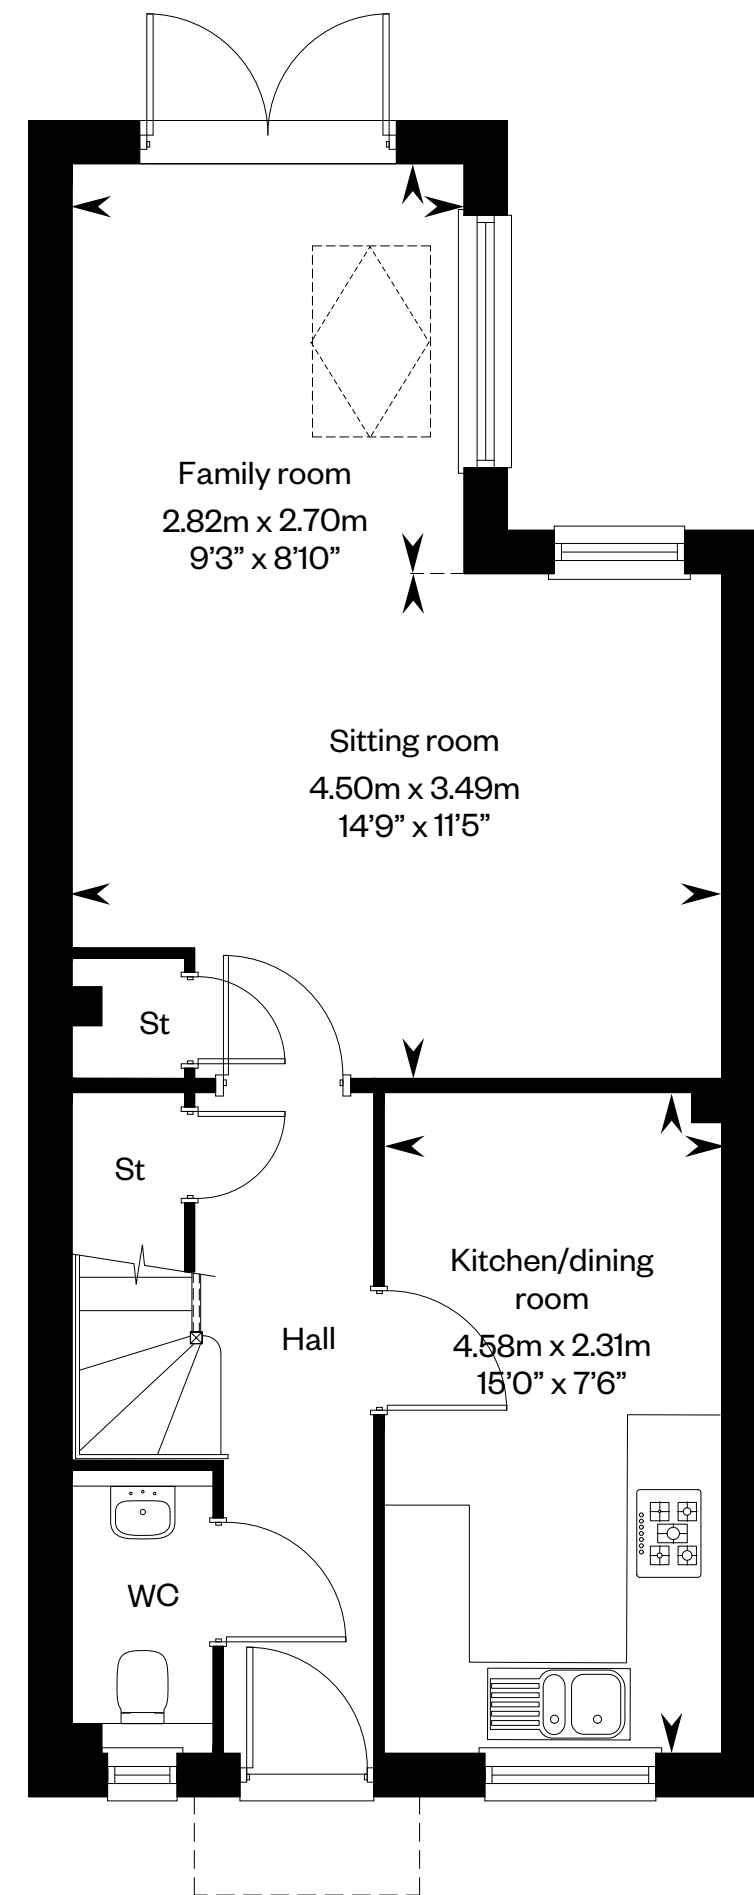 Family room
2.82m x 2.70m
9’3” x 8’10”
Sitting room
4.50m x 3.49m
14’9” x 11’5”
St
St
Kitchen/dining
room
4.58m x 2.31m
15’0” x 7’6”
Hall
WC